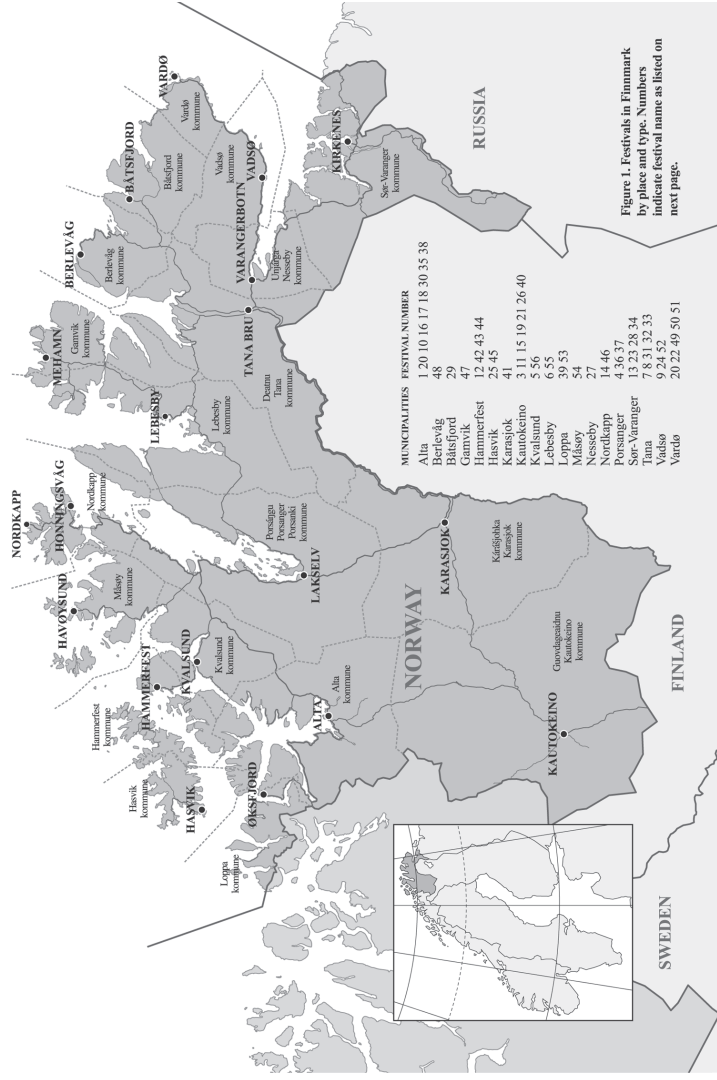 NORDKAPP
HONNINGSVÅG
Nordkapp
kommune
MEHAMN
Gamvik
kommune
BERLEVÅG
Berlevåg
kommune
BÅTSFJORD
Båtsfjord
kommune
VARDØ
Vardø
kommune
HAVØYSUND
Måsøy
kommune
Hammerfest
kommune
HAMMERFEST
KVALSUND
Kvalsund
kommune
Hasvik
kommune
HASVIK
ØKSFJORD
Loppa
kommune
ALTA
Alta
kommune
LEBESBY
Lebesby
kommune
Porsáŋgu
Porsanger
Porsanki
kommune
LAKSELV
TANA BRU
Deatnu
Tana
kommune
VARANGERBOTN
Unjárga
Nesseby
kommune
Vadsø
kommune
VADSØ
KIRKENES
Sør-Varanger
kommune
NORWAY
KARASJOK
Kárášjohka
Karasjok
kommune
Guovdageaidnu
Kautokeino
kommune
KAUTOKEINO
FINLAND
SWEDEN
RUSSIA
MUNICIPALITIES FESTIVAL NUMBER
Alta 1 20 10 16 17 18 30 35 38
Berlevåg 48
Båtsfjord 29
Gamvik 47
Hammerfest 12 42 43 44
Hasvik 25 45
Karasjok 41
Kautokeino 3 11 15 19 21 26 40
Kvalsund 5 56
Lebesby 6 55
Loppa 39 53
Måsøy 54
Nesseby 27
Nordkapp 14 46
Porsanger 4 36 37
Sør-Varanger 13 23 28 34
Tana 7 8 31 32 33
Vadsø 9 24 52
Vardø 20 22 49 50 51
Figure 1. Festivals in Finnmark
by place and type. Numbers
indicate festival name as listed on
next page.